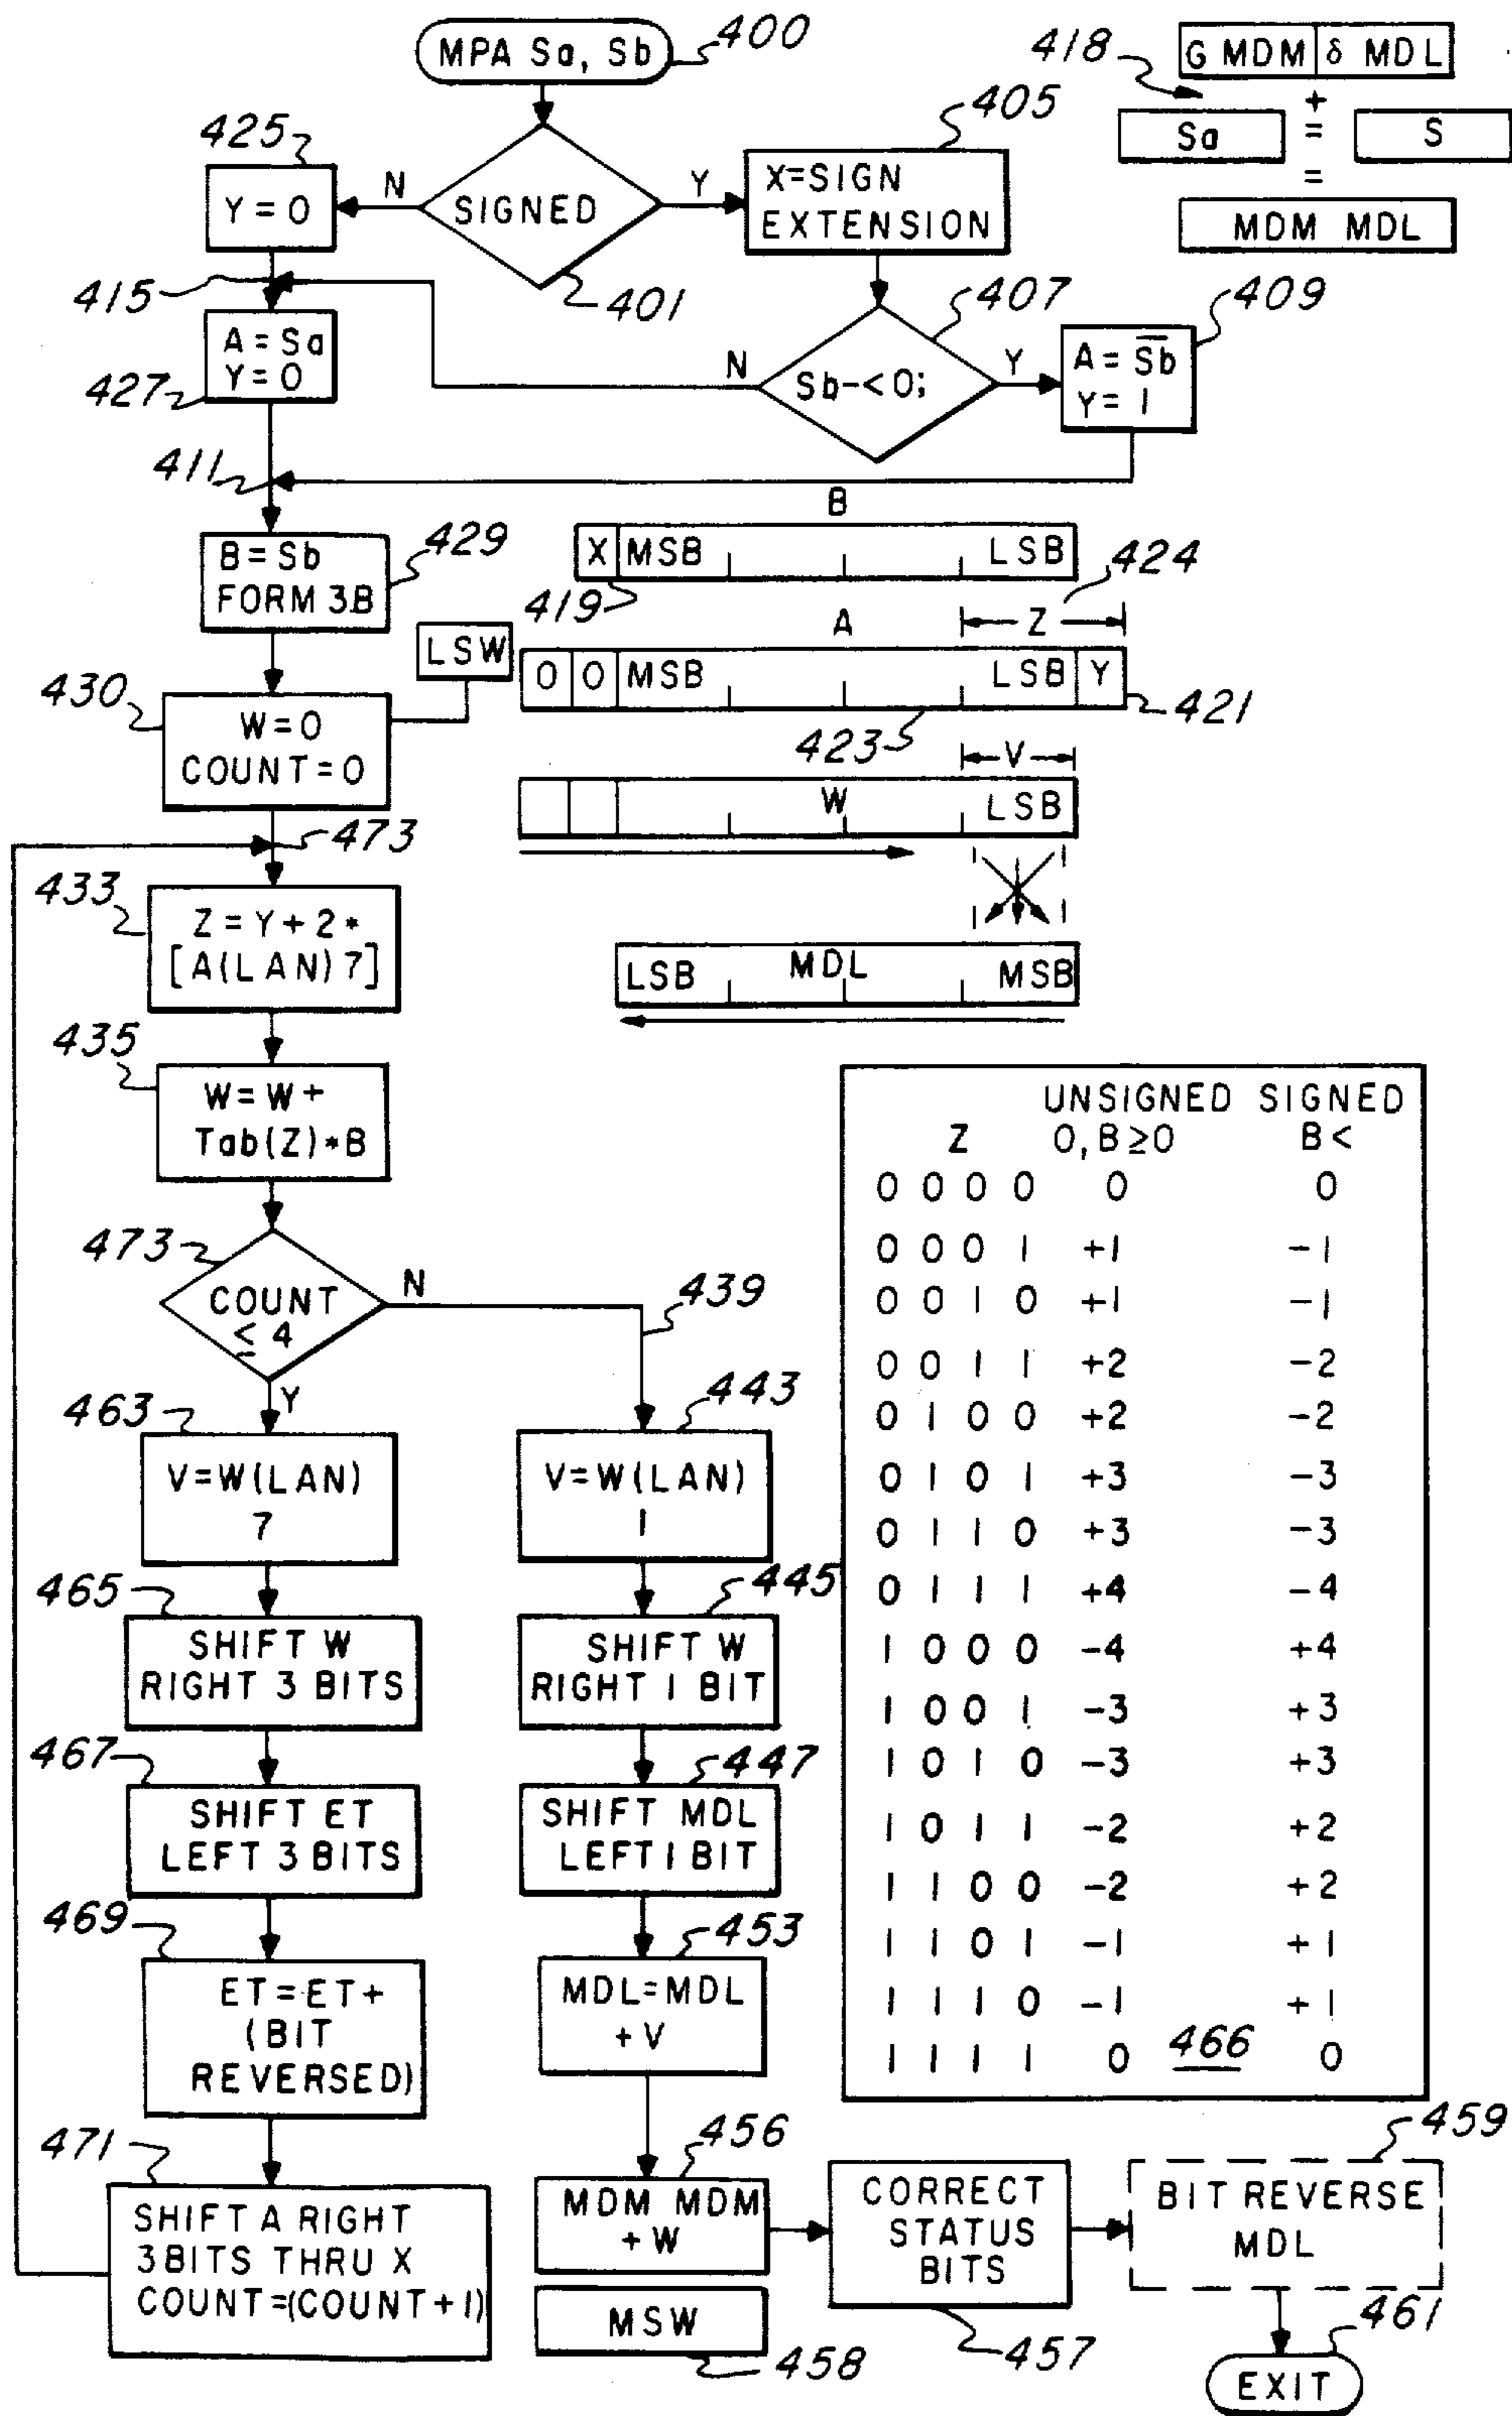 MPA Sa, Sb
400
418
G MDM δ MDL
+
Sa = S
=
MDM MDL
425
Y = 0
N
SIGNED
Y
401
405
X=SIGN
EXTENSION
415
A = Sa
Y = 0
427
407
N
Sb-<0;
Y
409
A = S̅b̅
Y = 1
411
B
X MSB LSB
419
424
B = Sb
FORM 3.B
429
A
Z
LSW
0 0 MSB LSB Y
421
423
430
W=0
COUNT=0
V
W LSB
473
LSB MDL MSB
433
Z = Y + 2 *
[A(LAN) 7]
435
W= W +
Tab(Z) * B
473
COUNT
≤ 4
N
439
Y
463
V=W(LAN)
7
443
V=W(LAN)
1
465
SHIFT W
RIGHT 3 BITS
445
SHIFT W
RIGHT 1 BIT
467
SHIFT ET
LEFT 3 BITS
447
SHIFT MDL
LEFT 1 BIT
469
ET=ET+
(BIT
REVERSED)
453
MDL=MDL
+ V
471
SHIFT A RIGHT
3 BITS THRU X
COUNT=(COUNT+1)
UNSIGNED SIGNED
Z 0, B≥0 B<
0 0 0 0 0 0
0 0 0 1 +1 -1
0 0 1 0 +1 -1
0 0 1 1 +2 -2
0 1 0 0 +2 -2
0 1 0 1 +3 -3
0 1 1 0 +3 -3
0 1 1 1 +4 -4
1 0 0 0 -4 +4
1 0 0 1 -3 +3
1 0 1 0 -3 +3
1 0 1 1 -2 +2
1 1 0 0 -2 +2
1 1 0 1 -1 +1
1 1 1 0 -1 +1
1 1 1 1 0 466 0
456
MDM MDM
+ W
MSW
458
CORRECT
STATUS
BITS
457
459
BIT REVERSE
MDL
461
EXIT